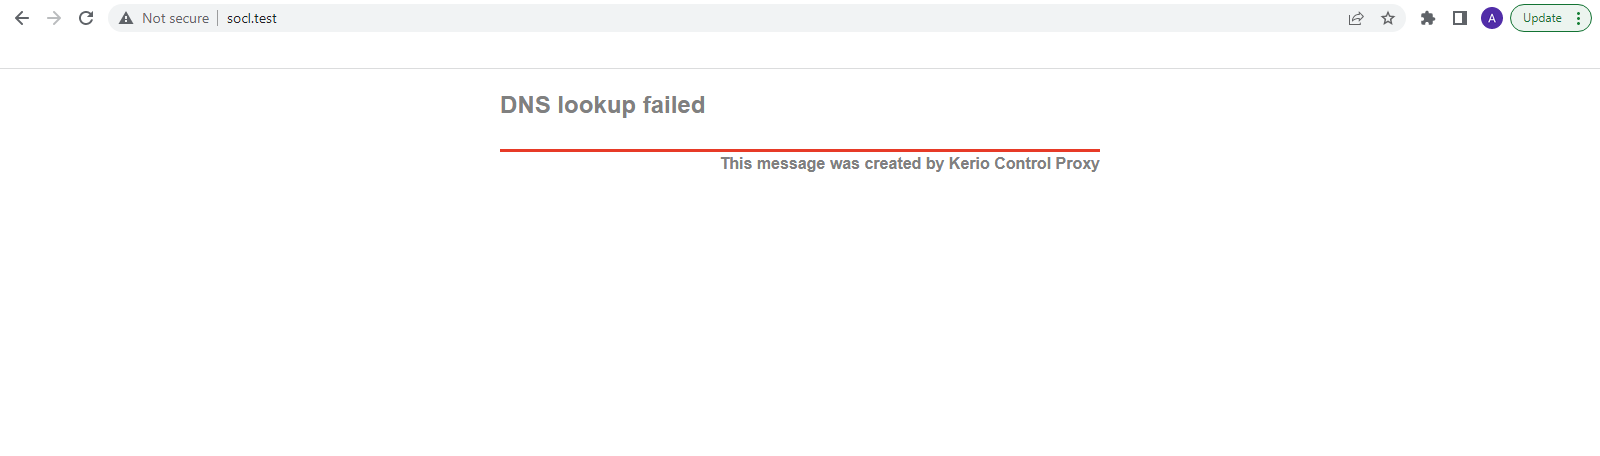 Not secure socl.test
A
Update
DNS lookup failed
This message was created by Kerio Control Proxy